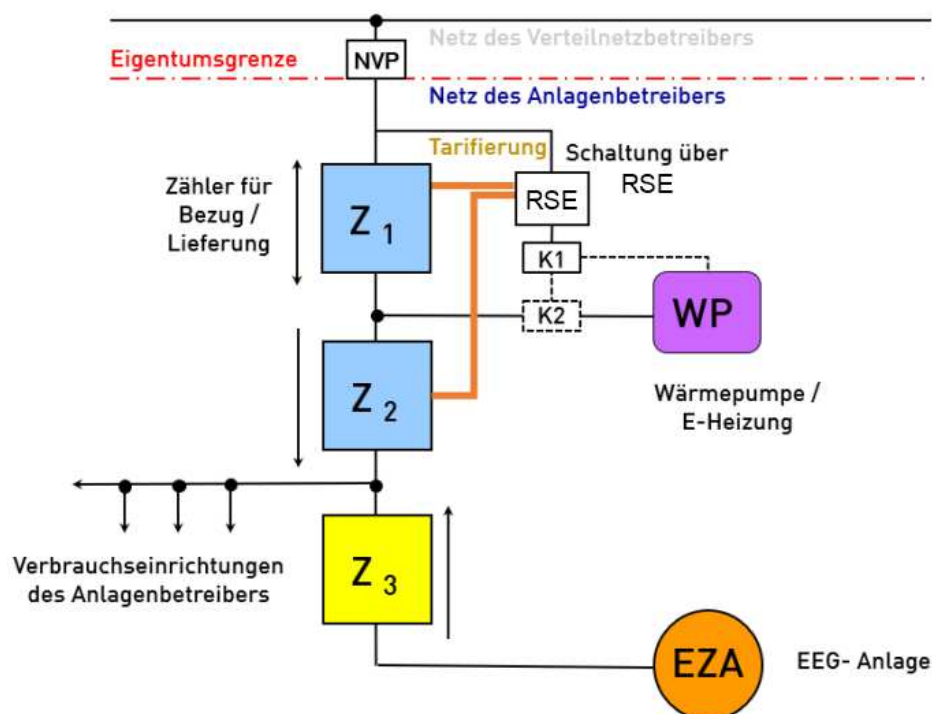 Netz des Verteilnetzbetreibers
Eigentumsgrenze
NVP
Netz des Anlagenbetreibers
Tarifierung
Schaltung über
RSE
Zähler für
Bezug /
Lieferung
Z 1
RSE
K1
K2
WP
Z 2
Wärmepumpe /
E-Heizung
Verbrauchseinrichtungen
des Anlagenbetreibers
Z 3
EZA
EEG- Anlage